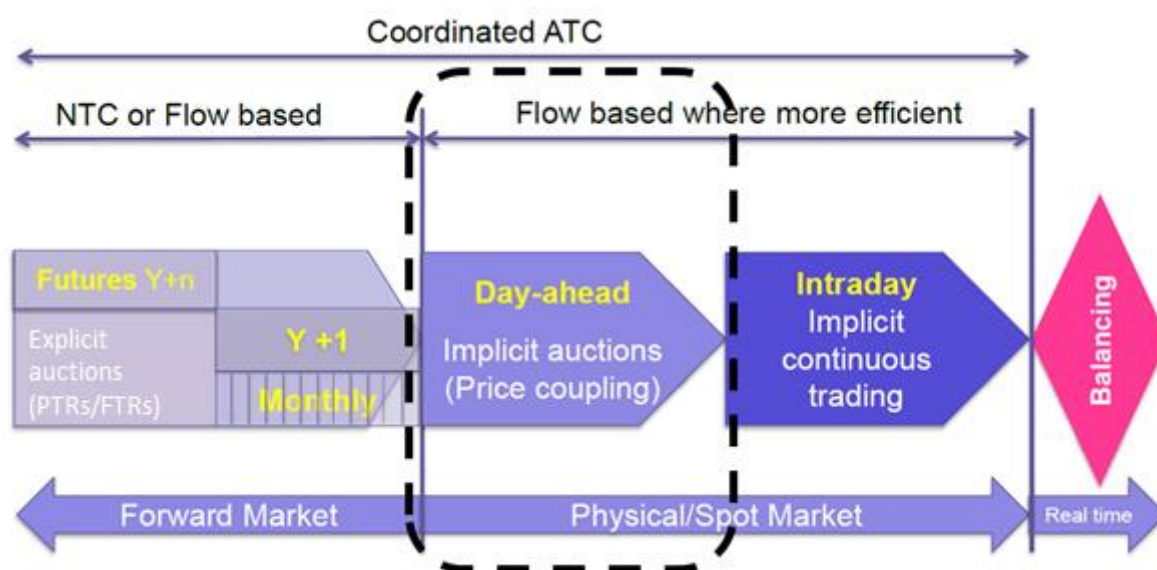 Coordinated ATC
NTC or Flow based
Flow based where more efficient
Futures Y+n
Explicit
auctions
(PTRs/FTRs)
Y +1
Monthly
Day-ahead
Implicit auctions
(Price coupling)
Intraday
Implicit
continuous
trading
Balancing
Forward Market
Physical/Spot Market
Real time